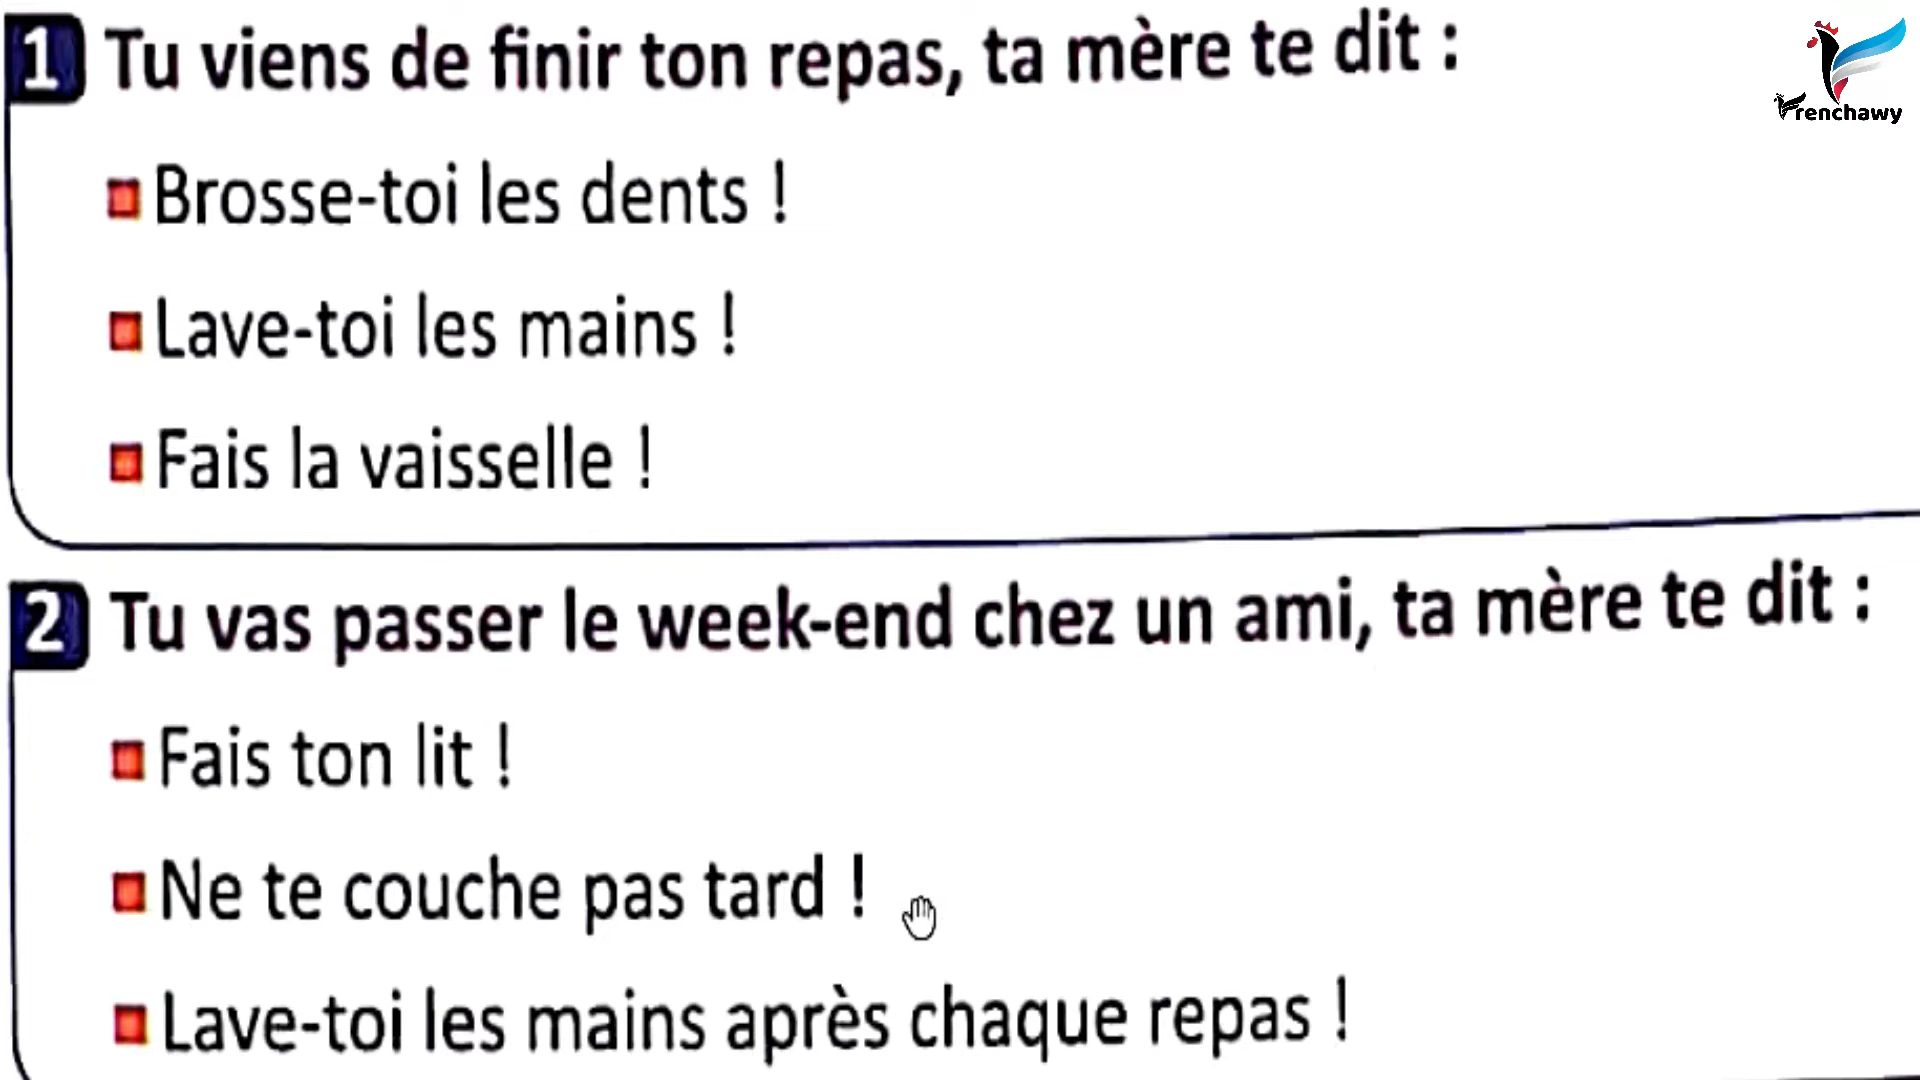 1 Tu viens de finir ton repas, ta mère te dit :
Frenchawy
Brosse-toi les dents !
Lave-toi les mains !
Fais la vaisselle !
2 Tu vas passer le week-end chez un ami, ta mère te dit :
Fais ton lit !
Ne te couche pas tard !
Lave-toi les mains après chaque repas !